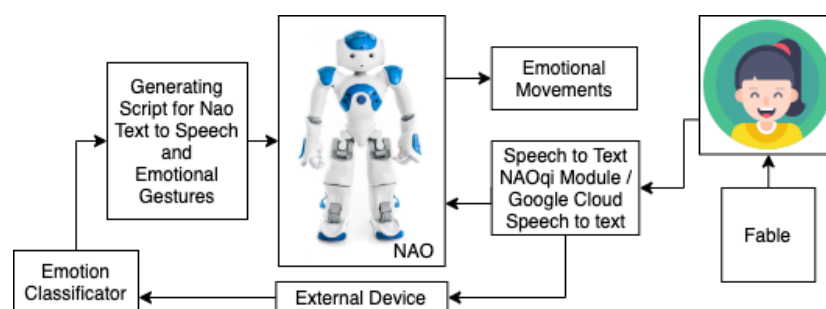 Generating
Script for Nao
Text to Speech
and
Emotional
Gestures
NAO
Emotional
Movements
Speech to Text
NAOqi Module /
Google Cloud
Speech to text
Fable
Emotion
Classificator
External Device